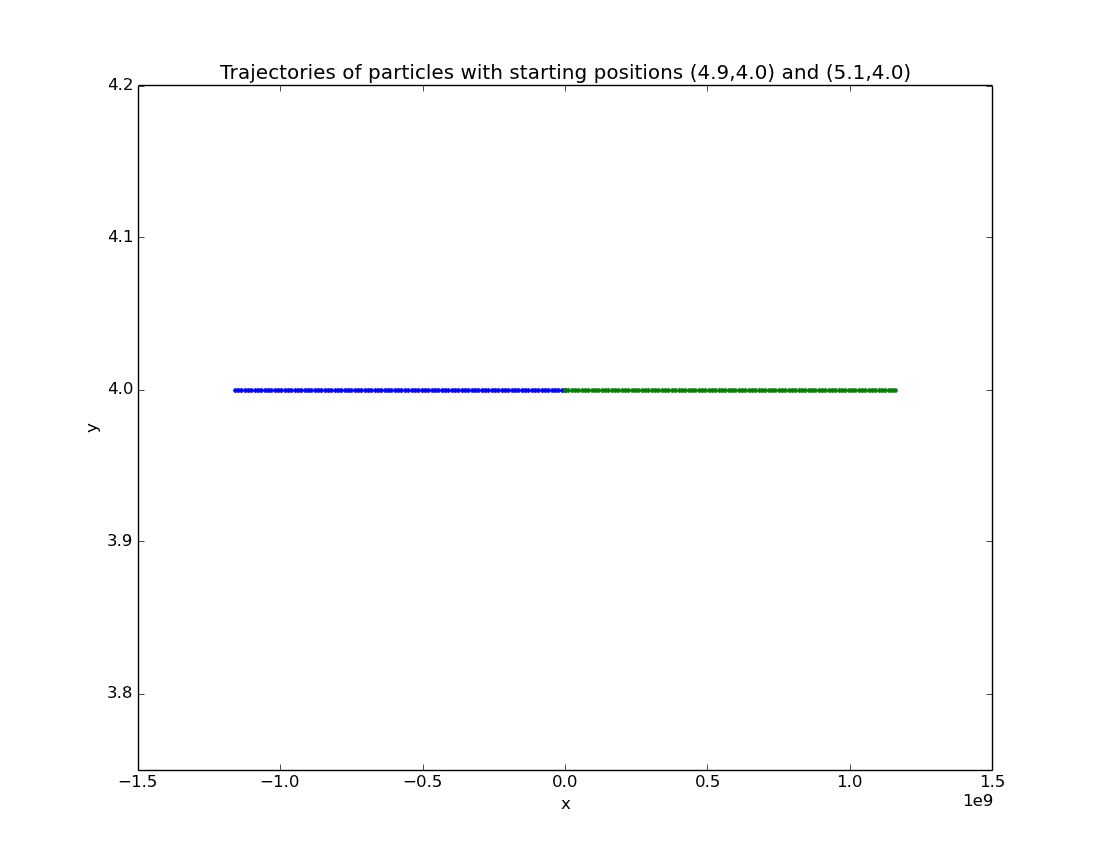 Trajectories of particles with starting positions (4.9,4.0) and (5.1,4.0)
4.2
4.1
4.0
3.9
3.8
y
−1.5 −1.0 −0.5 0.0 0.5 1.0 1.5
1e9
x